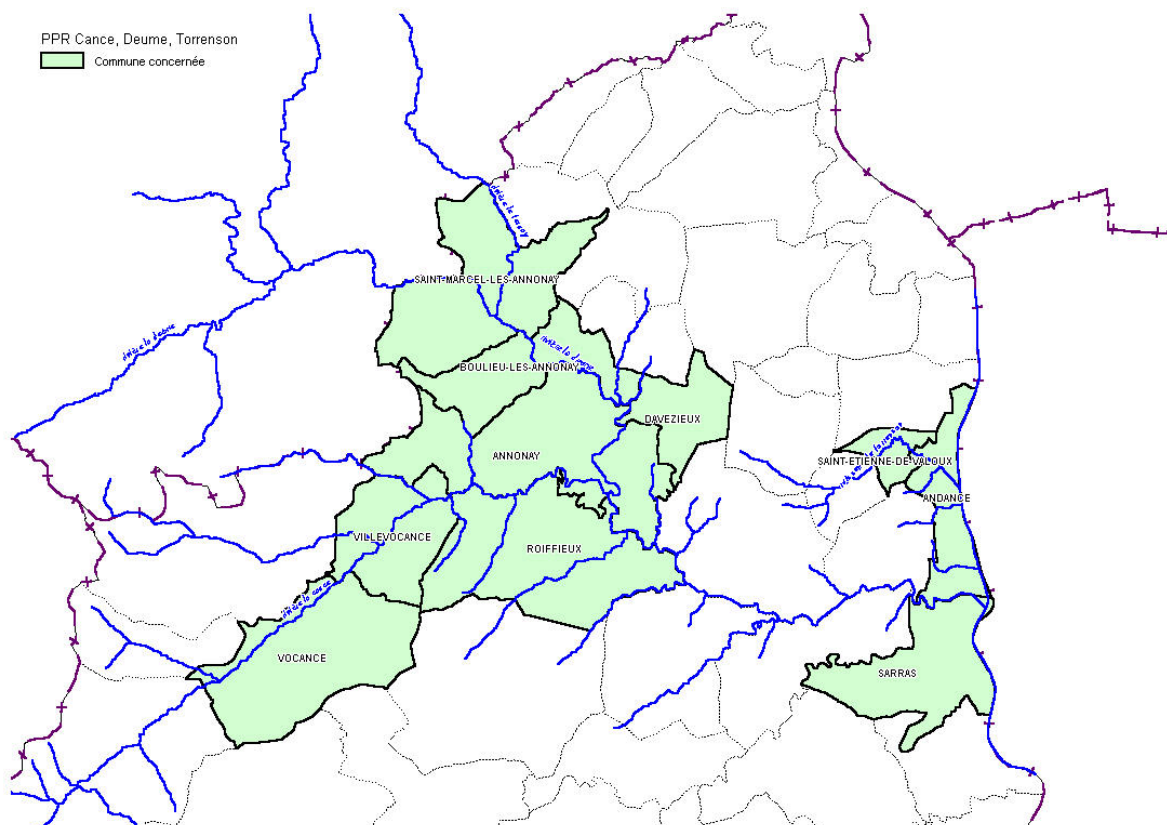 PPR Cance, Deume, Torrenson
Commune concernée
SAINT-MARCEL-LES-ANNONAY
BOULIEU-LES-ANNONAY
DAVEZIEUX
ANNONAY
SAINT-ETIENNE-DE-VALOUX
ANDANCE
VILLEVOCANCE
ROIFFIEUX
VOCANCE
SARRAS